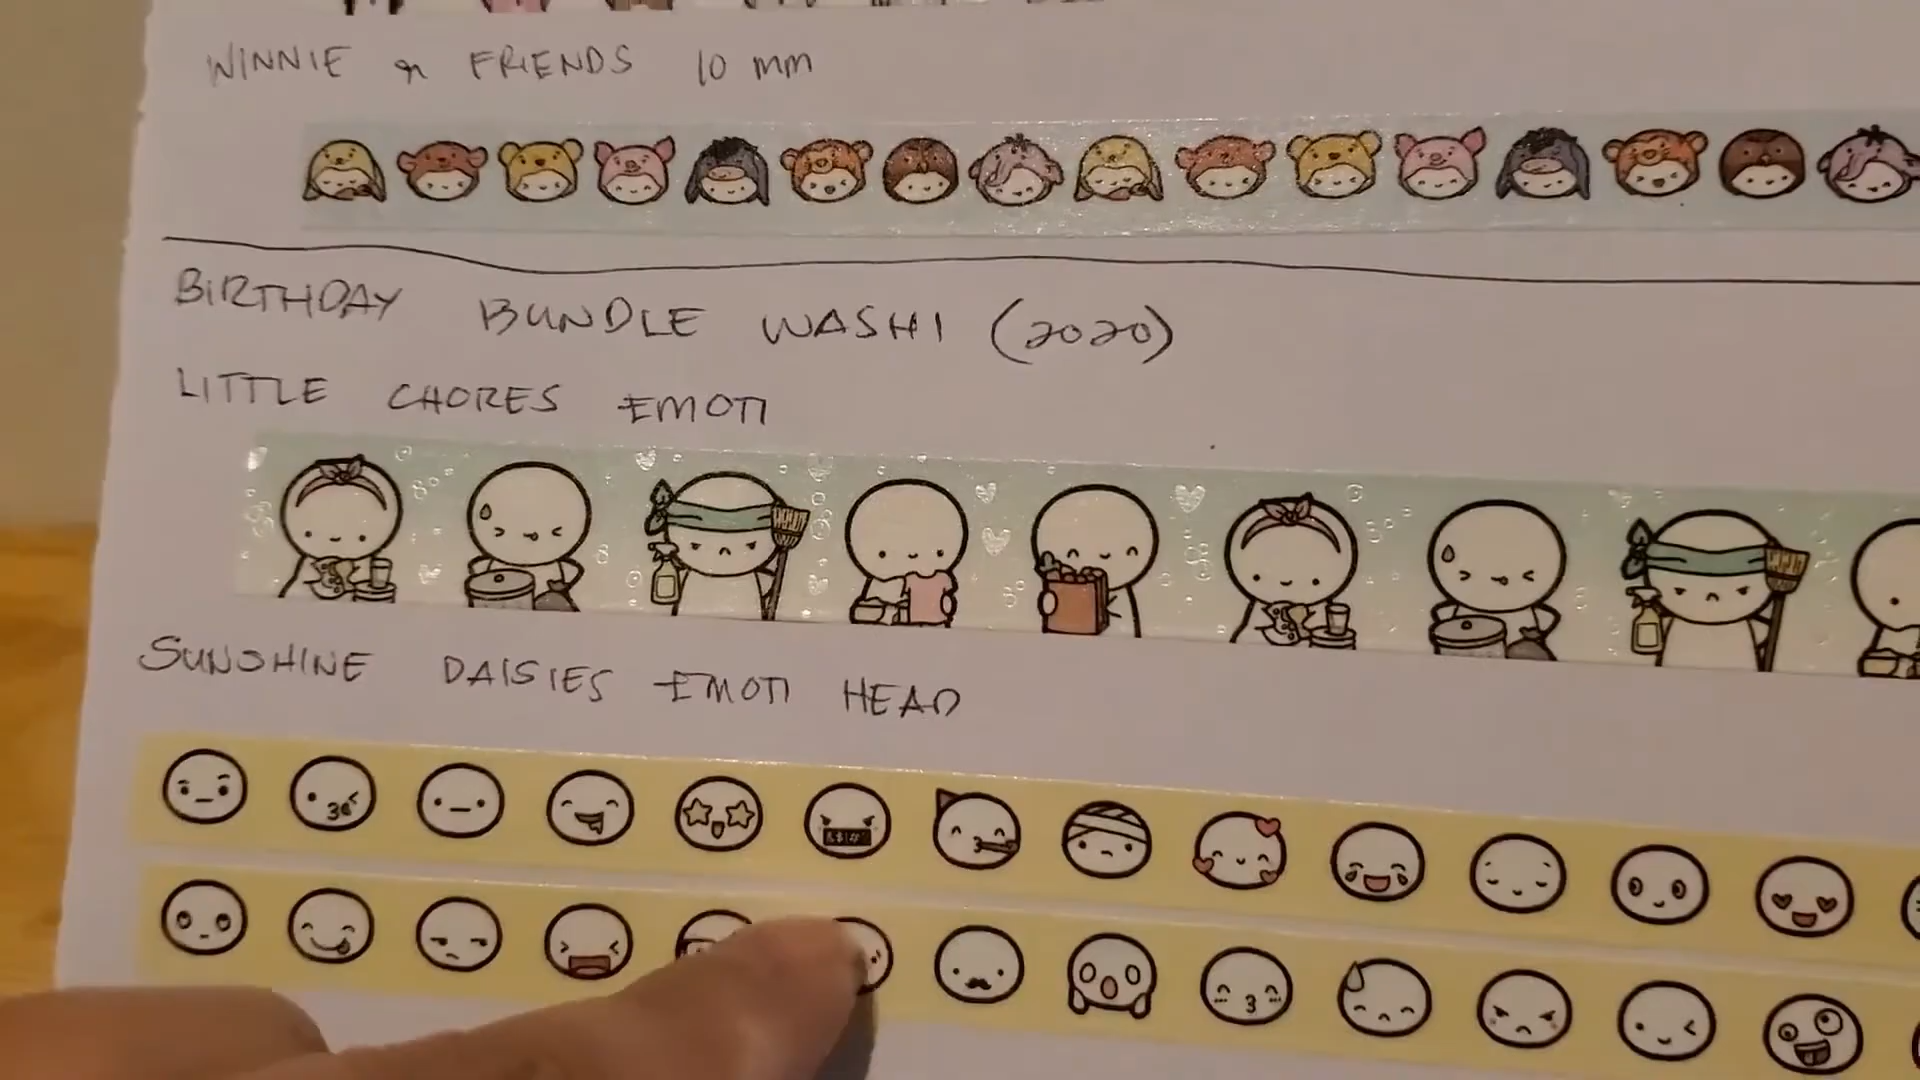 WINNIE & FRIENDS 10 mm
BIRTHDAY BUNDLE WASHI (2020)
LITTLE CHORES EMOTI
SUNSHINE DAISIES EMOTI HEAD